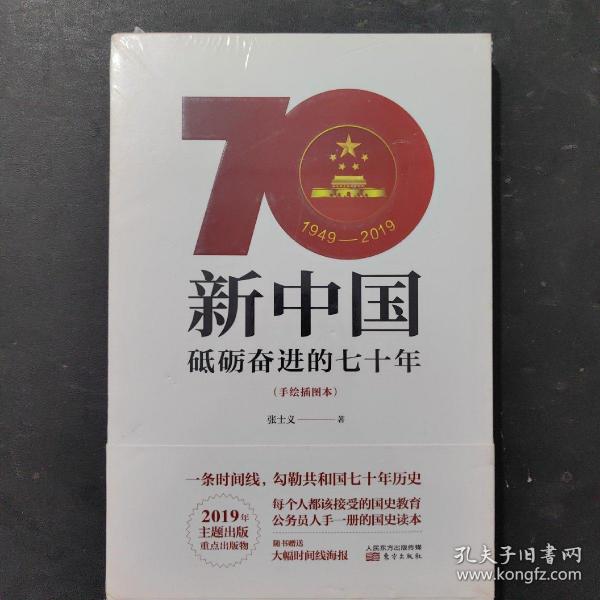 70
1949—2019
新中国
砥砺奋进的七十年
（手绘插图本）
张士义——著
一条时间线，勾勒共和国七十年历史
2019年
主题出版
重点出版物
每个人都该接受的国史教育
公务员人手一册的国史读本
随书赠送
大幅时间线海报
人民东方出版传媒
东方出版社
孔夫子旧书网
www.kongfz.com